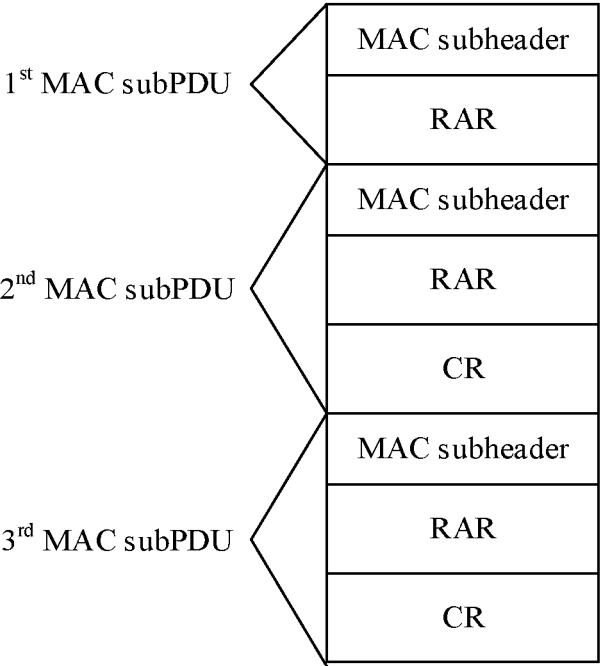 MAC subheader
1st MAC subPDU
RAR
MAC subheader
2nd MAC subPDU
RAR
CR
MAC subheader
3rd MAC subPDU
RAR
CR